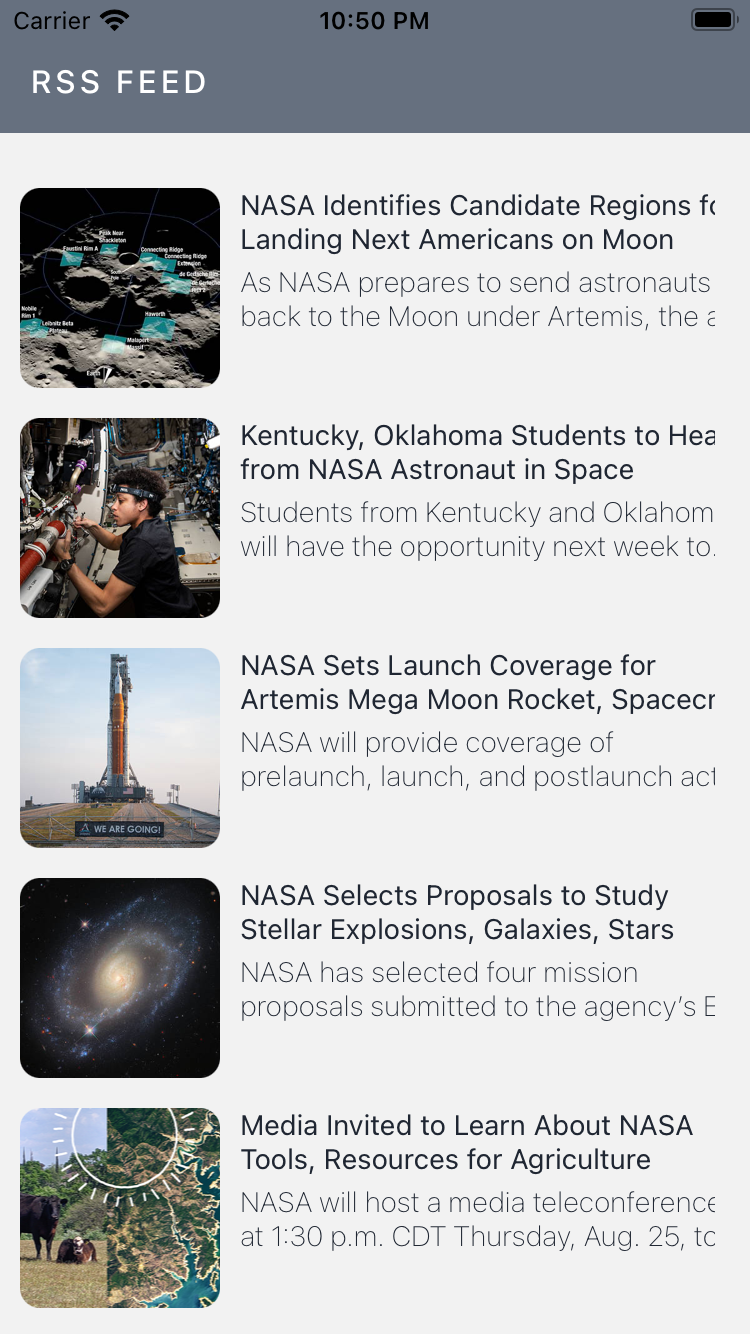 Carrier 10:50 PM
RSS FEED
Peak Near
Shackleton
Faustini Rim A
Connecting Ridge
Connecting Ridge
Extension
South
Pole
de Gerlache Rim
de Gerlache
Rim 2
Nobile
Rim 1
Leibnitz Beta
Plateau
Haworth
Malapert
Massif
Earth
NASA Identifies Candidate Regions fo
Landing Next Americans on Moon
As NASA prepares to send astronauts
back to the Moon under Artemis, the a
Kentucky, Oklahoma Students to Hea
from NASA Astronaut in Space
Students from Kentucky and Oklahom
will have the opportunity next week to.
WE ARE GOING!
NASA Sets Launch Coverage for
Artemis Mega Moon Rocket, Spacecr
NASA will provide coverage of
prelaunch, launch, and postlaunch act
NASA Selects Proposals to Study
Stellar Explosions, Galaxies, Stars
NASA has selected four mission
proposals submitted to the agency’s E
Media Invited to Learn About NASA
Tools, Resources for Agriculture
NASA will host a media teleconference
at 1:30 p.m. CDT Thursday, Aug. 25, to